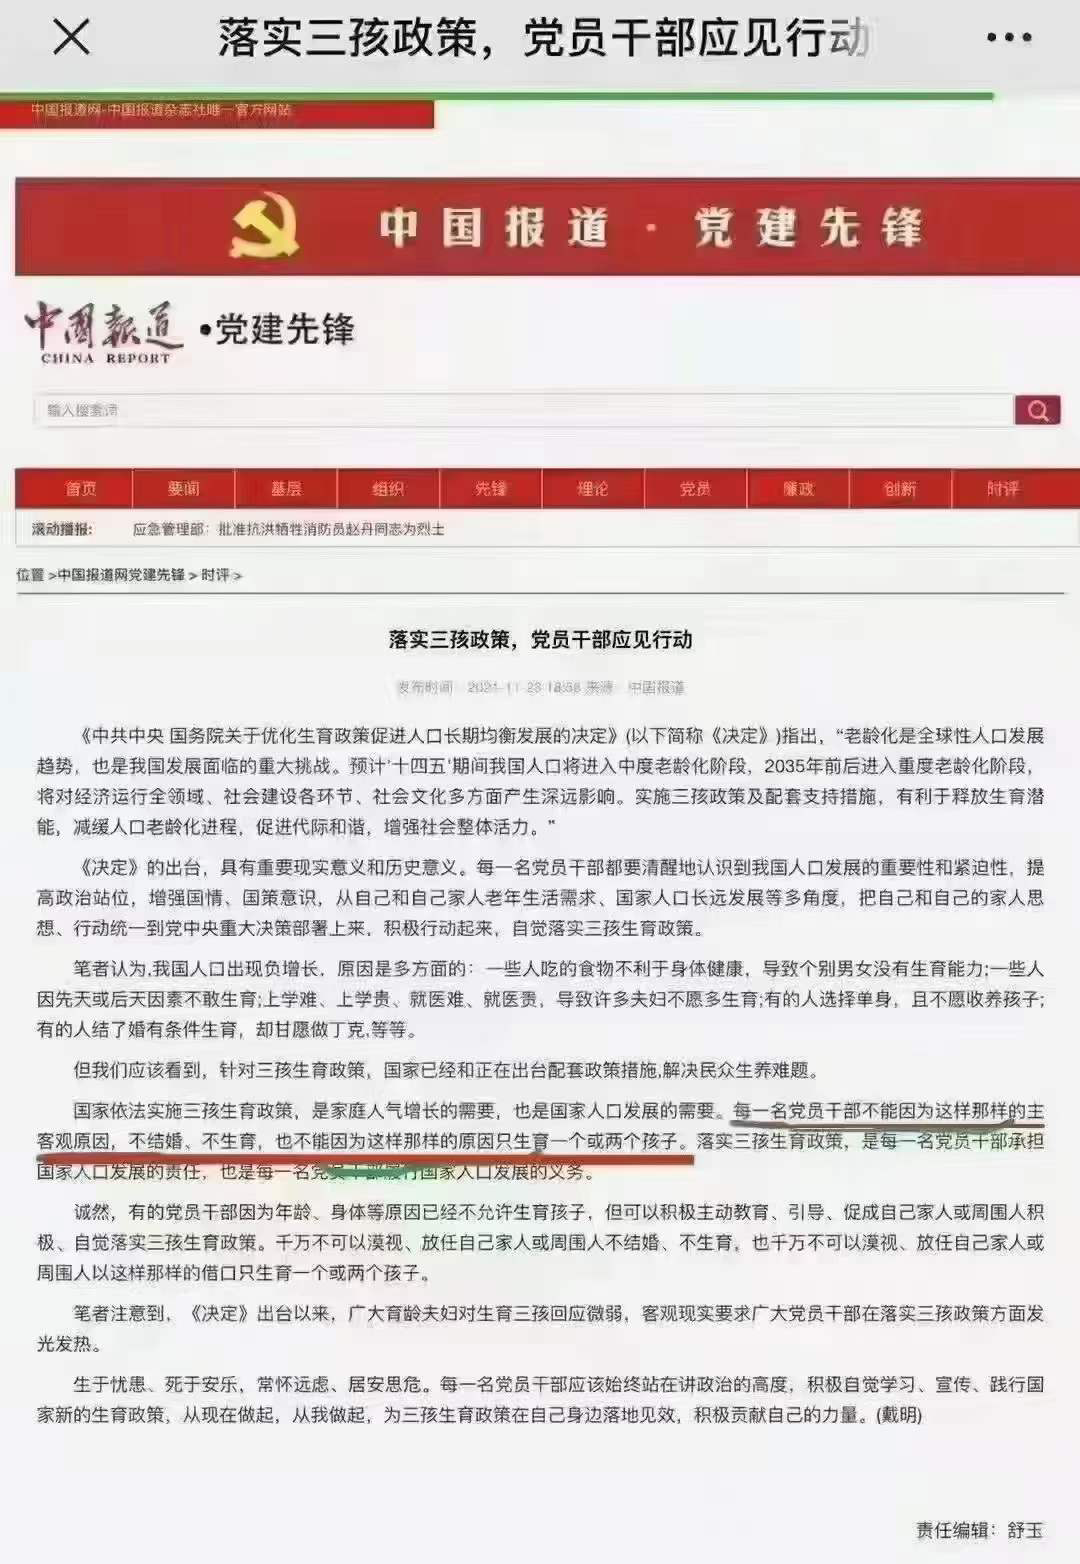 落实三孩政策，党员干部应见行动
中国报道网-中国报道杂志社唯一官方网站
中国报道·党建先锋
中国报道
CHINA REPORT
•党建先锋
输入搜索词
首页 要闻 基层 组织 先锋 理论 党员 廉政 创新 时评
滚动播报: 应急管理部：批准抗洪牺牲消防员赵丹同志为烈士
位置 >中国报道网党建先锋 > 时评 >
落实三孩政策，党员干部应见行动
发布时间：2021-11-23 18:58 来源：中国报道
《中共中央 国务院关于优化生育政策促进人口长期均衡发展的决定》(以下简称《决定》)指出，“老龄化是全球性人口发展
趋势，也是我国发展面临的重大挑战。预计'十四五'期间我国人口将进入中度老龄化阶段，2035年前后进入重度老龄化阶段，
将对经济运行全领域、社会建设各环节、社会文化多方面产生深远影响。实施三孩政策及配套支持措施，有利于释放生育潜
能，减缓人口老龄化进程，促进代际和谐，增强社会整体活力。”
《决定》的出台，具有重要现实意义和历史意义。每一名党员干部都要清醒地认识到我国人口发展的重要性和紧迫性，提
高政治站位，增强国情、国策意识，从自己和自己家人老年生活需求、国家人口长远发展等多角度，把自己和自己的家人思
想、行动统一到党中央重大决策部署上来，积极行动起来，自觉落实三孩生育政策。
笔者认为,我国人口出现负增长，原因是多方面的：一些人吃的食物不利于身体健康，导致个别男女没有生育能力;一些人
因先天或后天因素不敢生育;上学难、上学贵、就医难、就医贵，导致许多夫妇不愿多生育;有的人选择单身，且不愿收养孩子;
有的人结了婚有条件生育，却甘愿做丁克,等等。
但我们应该看到，针对三孩生育政策，国家已经和正在出台配套政策措施,解决民众生养难题。
国家依法实施三孩生育政策，是家庭人气增长的需要，也是国家人口发展的需要。每一名党员干部不能因为这样那样的主
客观原因，不结婚、不生育，也不能因为这样那样的原因只生育一个或两个孩子。落实三孩生育政策，是每一名党员干部承担
国家人口发展的责任，也是每一名党员干部履行国家人口发展的义务。
诚然，有的党员干部因为年龄、身体等原因已经不允许生育孩子，但可以积极主动教育、引导、促成自己家人或周围人积
极、自觉落实三孩生育政策。千万不可以漠视、放任自己家人或周围人不结婚、不生育，也千万不可以漠视、放任自己家人或
周围人以这样那样的借口只生育一个或两个孩子。
笔者注意到，《决定》出台以来，广大育龄夫妇对生育三孩回应微弱，客观现实要求广大党员干部在落实三孩政策方面发
光发热。
生于忧患、死于安乐，常怀远虑、居安思危。每一名党员干部应该始终站在讲政治的高度，积极自觉学习、宣传、践行国
家新的生育政策，从现在做起，从我做起，为三孩生育政策在自己身边落地见效，积极贡献自己的力量。(戴明)
责任编辑：舒玉